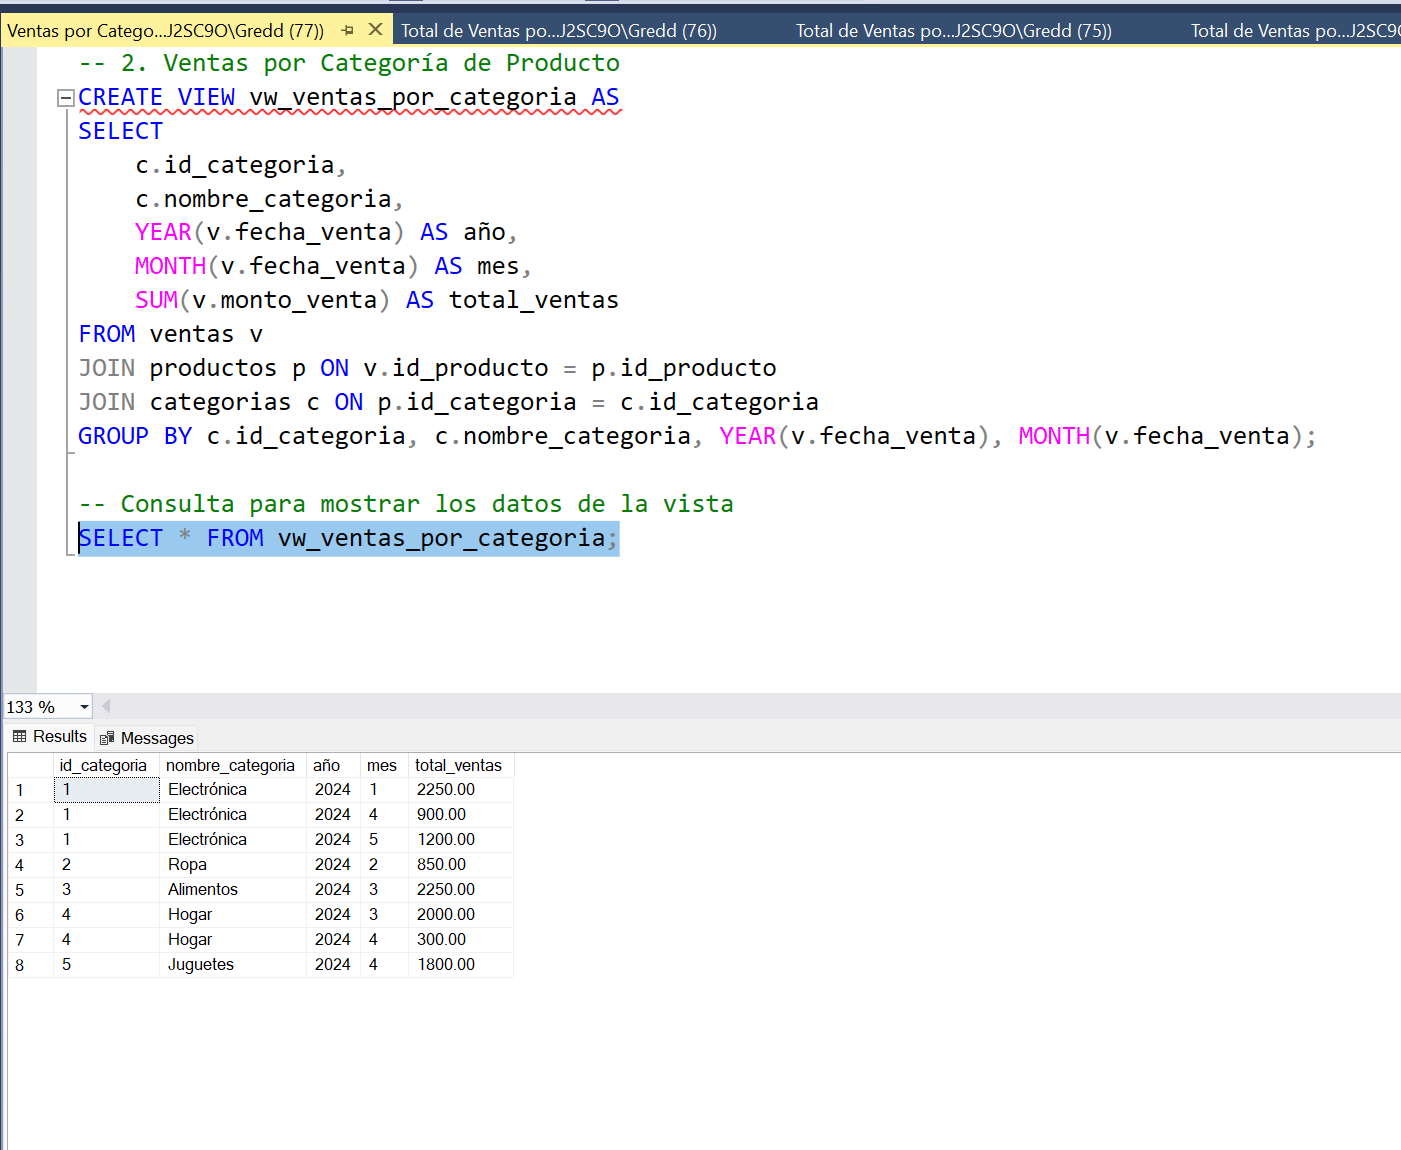 Ventas por Catego...J2SC9O\Gredd (77)) Total de Ventas po...J2SC9O\Gredd (76)) Total de Ventas po...J2SC9O\Gredd (75)) Total de Ventas po...J2SC9
-- 2. Ventas por Categoría de Producto
CREATE VIEW vw_ventas_por_categoria AS
SELECT
c.id_categoria,
c.nombre_categoria,
YEAR(v.fecha_venta) AS año,
MONTH(v.fecha_venta) AS mes,
SUM(v.monto_venta) AS total_ventas
FROM ventas v
JOIN productos p ON v.id_producto = p.id_producto
JOIN categorias c ON p.id_categoria = c.id_categoria
GROUP BY c.id_categoria, c.nombre_categoria, YEAR(v.fecha_venta), MONTH(v.fecha_venta);
-- Consulta para mostrar los datos de la vista
SELECT * FROM vw_ventas_por_categoria;
133 %
Results Messages
id_categoria nombre_categoria año mes total_ventas
1 1 Electrónica 2024 1 2250.00
2 1 Electrónica 2024 4 900.00
3 1 Electrónica 2024 5 1200.00
4 2 Ropa 2024 2 850.00
5 3 Alimentos 2024 3 2250.00
6 4 Hogar 2024 3 2000.00
7 4 Hogar 2024 4 300.00
8 5 Juguetes 2024 4 1800.00